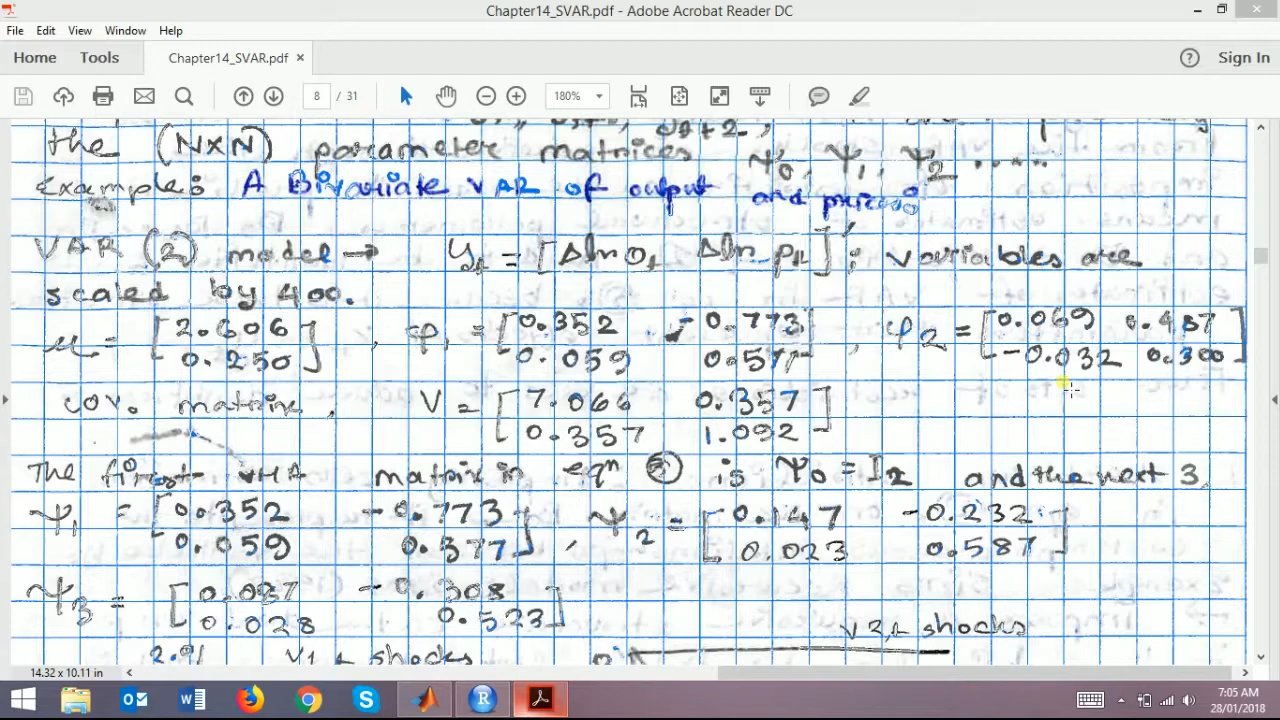 Chapter14_SVAR.pdf - Adobe Acrobat Reader DC
File Edit View Window Help
Home Tools Chapter14_SVAR.pdf × Sign In
8 / 31 180%
the (N×N) parameter matrices Ψ0, Ψ1, Ψ2 ....
Example: A Bivariate VAR of output and prices
VAR (2) model → yt = [Δln ot Δln pt]'; variables are
scaled by 400.
μ = [2.606 0.250], φ1 = [0.352 -0.773 0.059 0.577], φ2 = [0.069 0.487 -0.032 0.300]
cov. matrix, V = [7.066 0.357 0.357 1.092]
The first VMA matrix in eqn is Ψ0 = I2 and the next 3,
Ψ1 = [0.352 -0.773 0.059 0.577], Ψ2 = [0.147 -0.232 0.023 0.587]
Ψ3 = [0.037 -0.308 0.028 0.523]
v2,t shocks
v1,t shocks
14.32 x 10.11 in
7:05 AM
28/01/2018